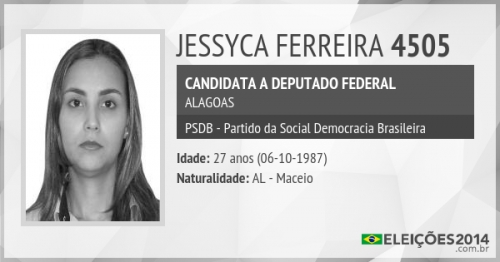 JESSYCA FERREIRA 4505
CANDIDATA A DEPUTADO FEDERAL
ALAGOAS
PSDB - Partido da Social Democracia Brasileira
Idade: 27 anos (06-10-1987)
Naturalidade: AL - Maceio
ELEIÇÕES2014
.com.br